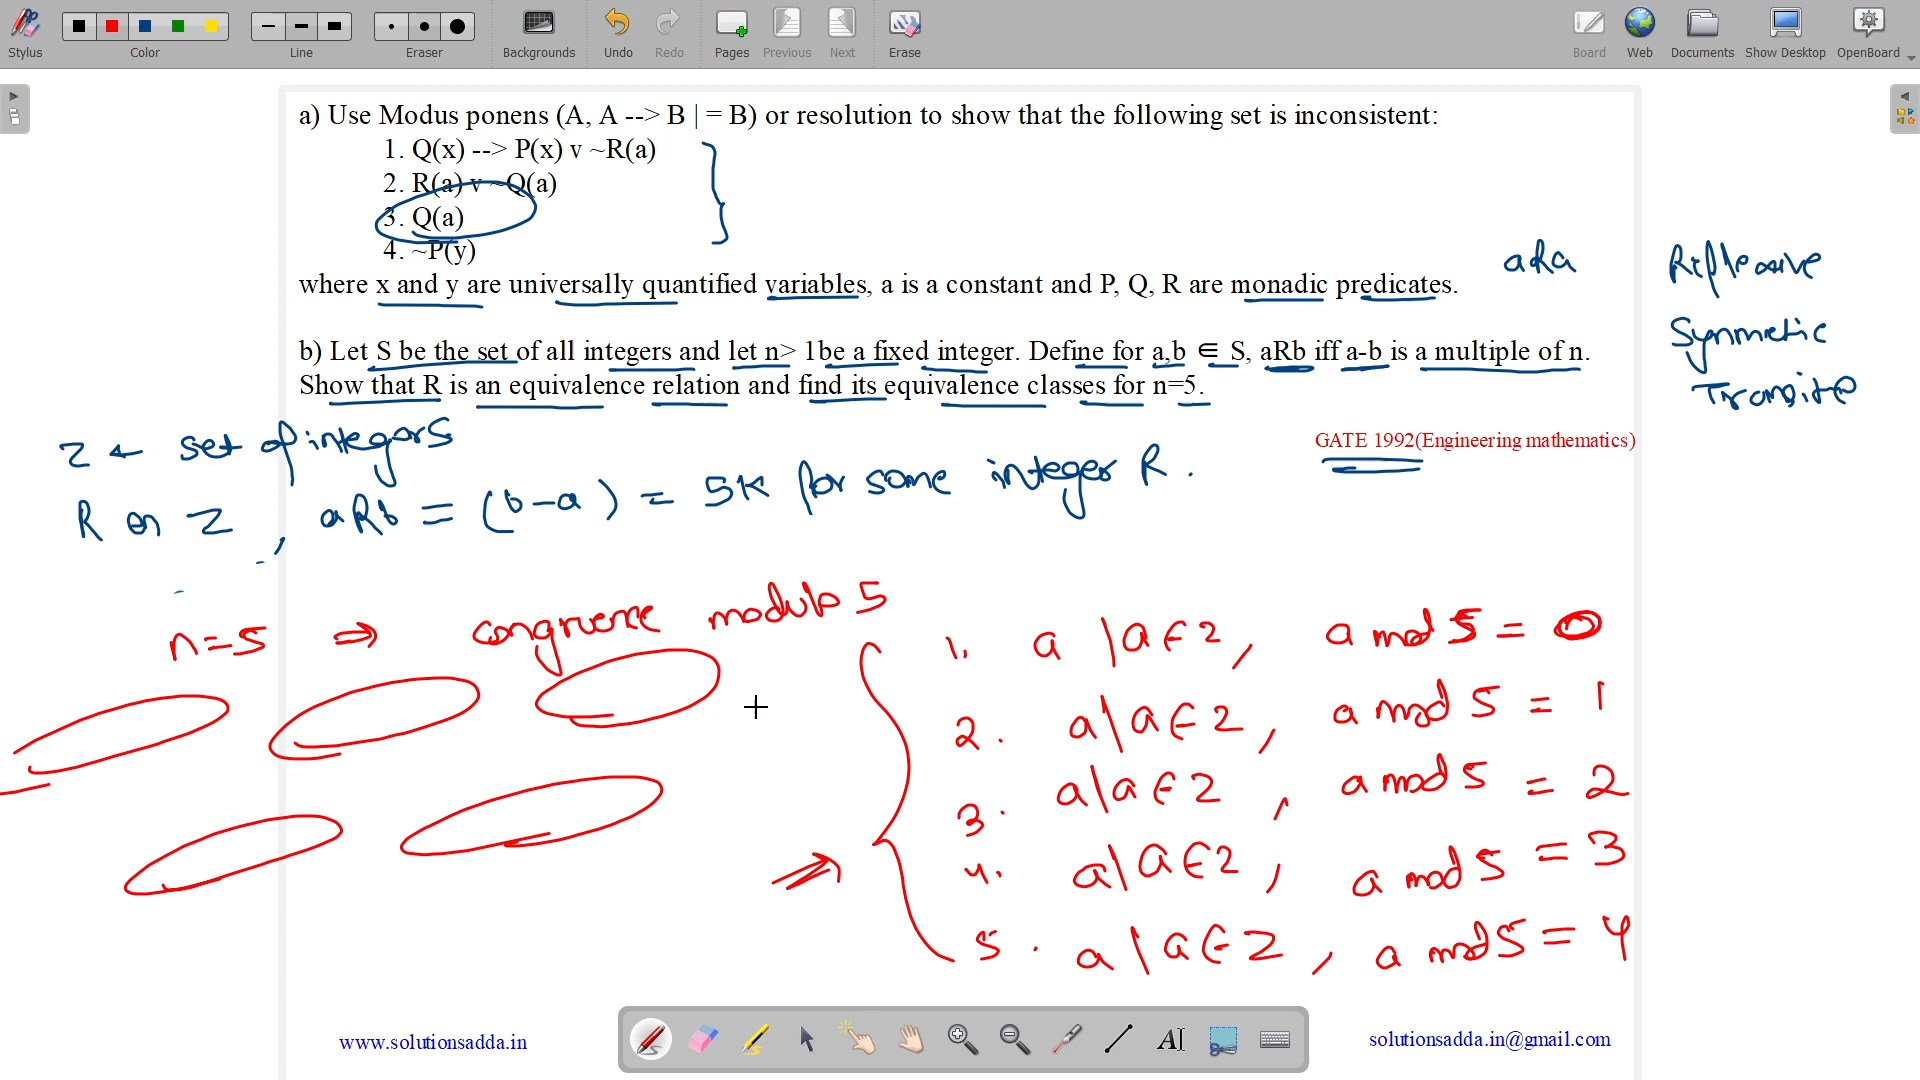 Stylus Color Line Eraser Backgrounds Undo Redo Pages Previous Next Erase Board Web Documents Show Desktop OpenBoard
a) Use Modus ponens (A, A --> B | = B) or resolution to show that the following set is inconsistent:
1. Q(x) --> P(x) v ~R(a)
2. R(a) v ~Q(a)
3. Q(a)
4. ~P(y)
where x and y are universally quantified variables, a is a constant and P, Q, R are monadic predicates.
aRa
Reflexive
Symmetic
Transitive
b) Let S be the set of all integers and let n> 1be a fixed integer. Define for a,b ∈ S, aRb iff a-b is a multiple of n.
Show that R is an equivalence relation and find its equivalence classes for n=5.
GATE 1992(Engineering mathematics)
Z ← set of integers
R on Z , aRb = (b-a) = 5K for some integer R.
n=5 ⇒ congruence modulo 5
1. a |a∈Z, a mod 5 = 0
2. a|a∈Z, a mod 5 = 1
3. a|a∈Z, a mod 5 = 2
4. a|a∈Z, a mod 5 = 3
5. a|a∈Z, a mod 5 = 4
www.solutionsadda.in
solutionsadda.in@gmail.com